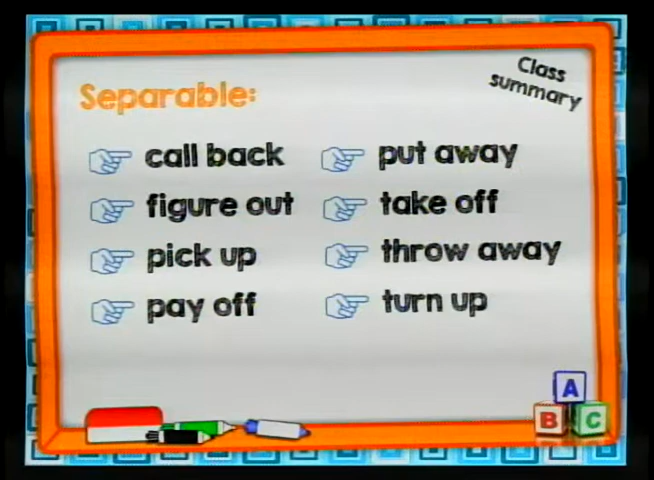 Class
summary
Separable:
call back
figure out
pick up
pay off
put away
take off
throw away
turn up
A
B C